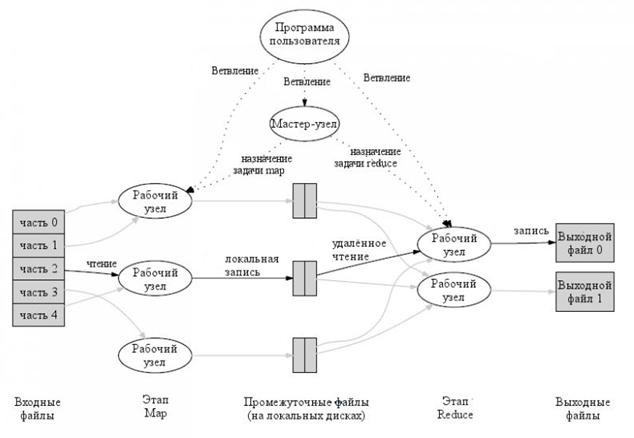 Программа
пользователя
Ветвление
Ветвление
Ветвление
Мастер-узел
назначение
задачи map
назначение
задачи reduce
часть 0
часть 1
часть 2
часть 3
часть 4
чтение
Рабочий
узел
Рабочий
узел
Рабочий
узел
локальная
запись
удалённое
чтение
Рабочий
узел
Рабочий
узел
запись
Выходной
файл 0
Выходной
файл 1
Входные
файлы
Этап
Map
Промежуточные файлы
(на локальных дисках)
Этап
Reduce
Выходные
файлы